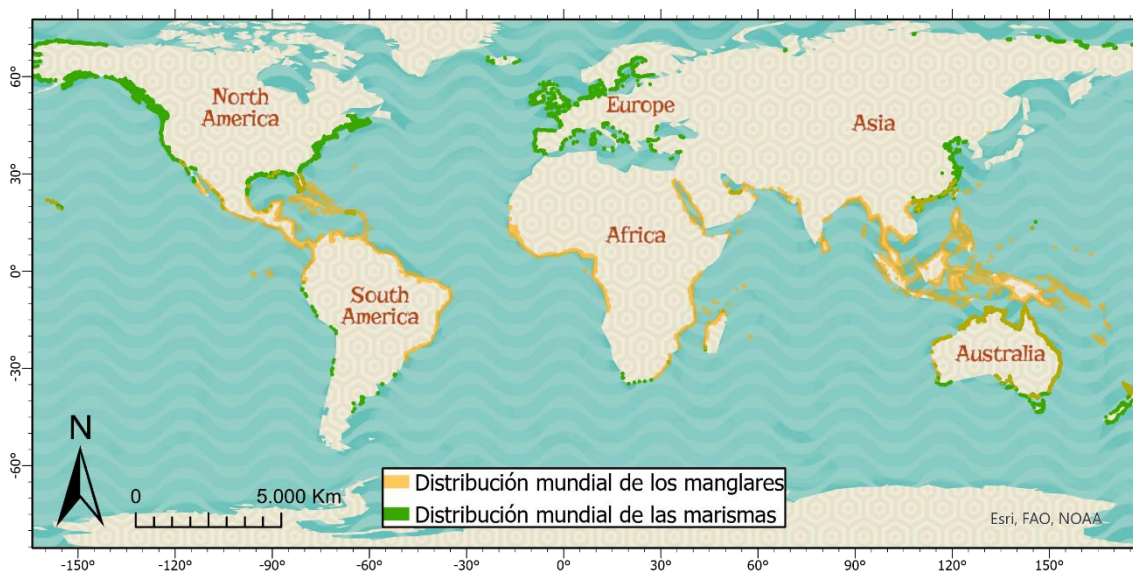 60°
30°
0°
-30°
-60°
North
America
Europe
Asia
Africa
South
America
Australia
N
0 5.000 Km
Distribución mundial de los manglares
Distribución mundial de las marismas
Esri, FAO, NOAA
-150° -120° -90° -60° -30° 0° 30° 60° 90° 120° 150°